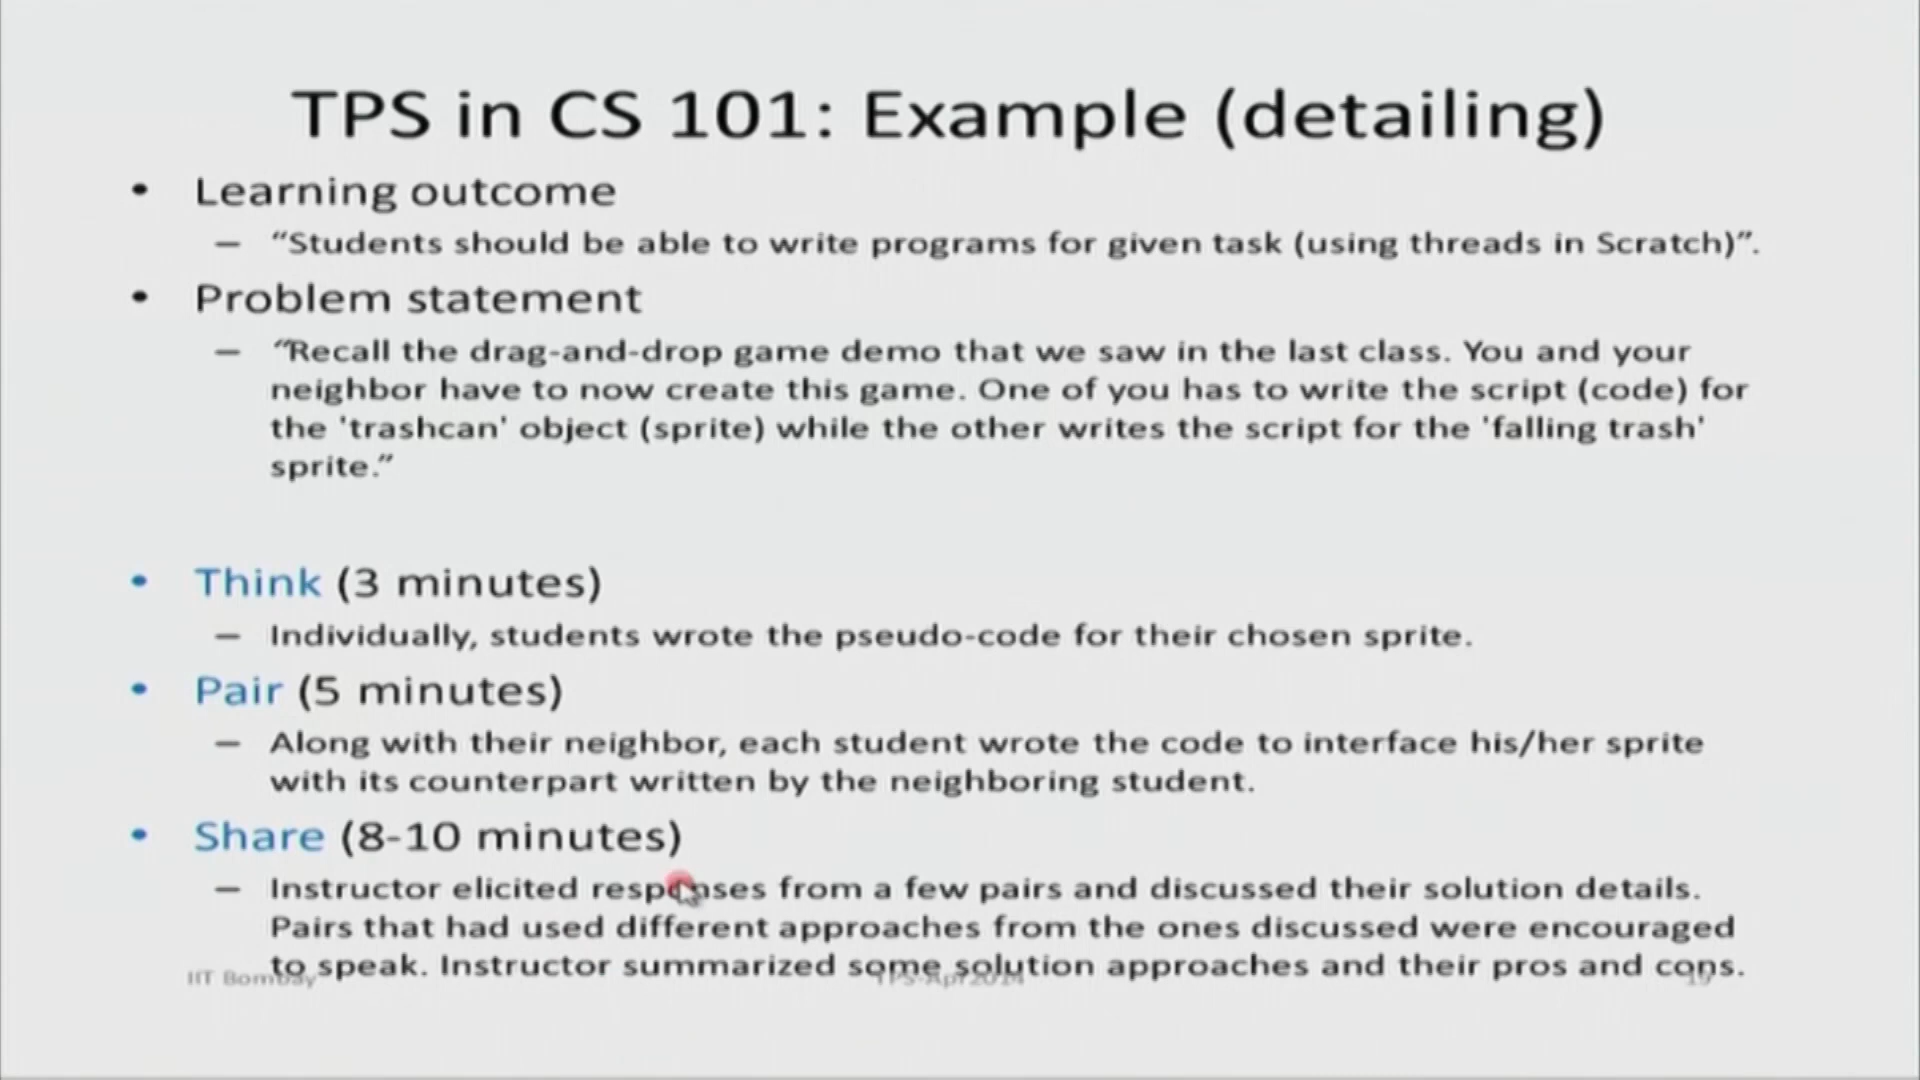 TPS in CS 101: Example (detailing)
• Learning outcome
– “Students should be able to write programs for given task (using threads in Scratch)”.
• Problem statement
– “Recall the drag-and-drop game demo that we saw in the last class. You and your
neighbor have to now create this game. One of you has to write the script (code) for
the 'trashcan' object (sprite) while the other writes the script for the 'falling trash'
sprite.”
• Think (3 minutes)
– Individually, students wrote the pseudo-code for their chosen sprite.
• Pair (5 minutes)
– Along with their neighbor, each student wrote the code to interface his/her sprite
with its counterpart written by the neighboring student.
• Share (8-10 minutes)
– Instructor elicited responses from a few pairs and discussed their solution details.
Pairs that had used different approaches from the ones discussed were encouraged
to speak. Instructor summarized some solution approaches and their pros and cons.
IIT Bombay TPS-Apr2014 19